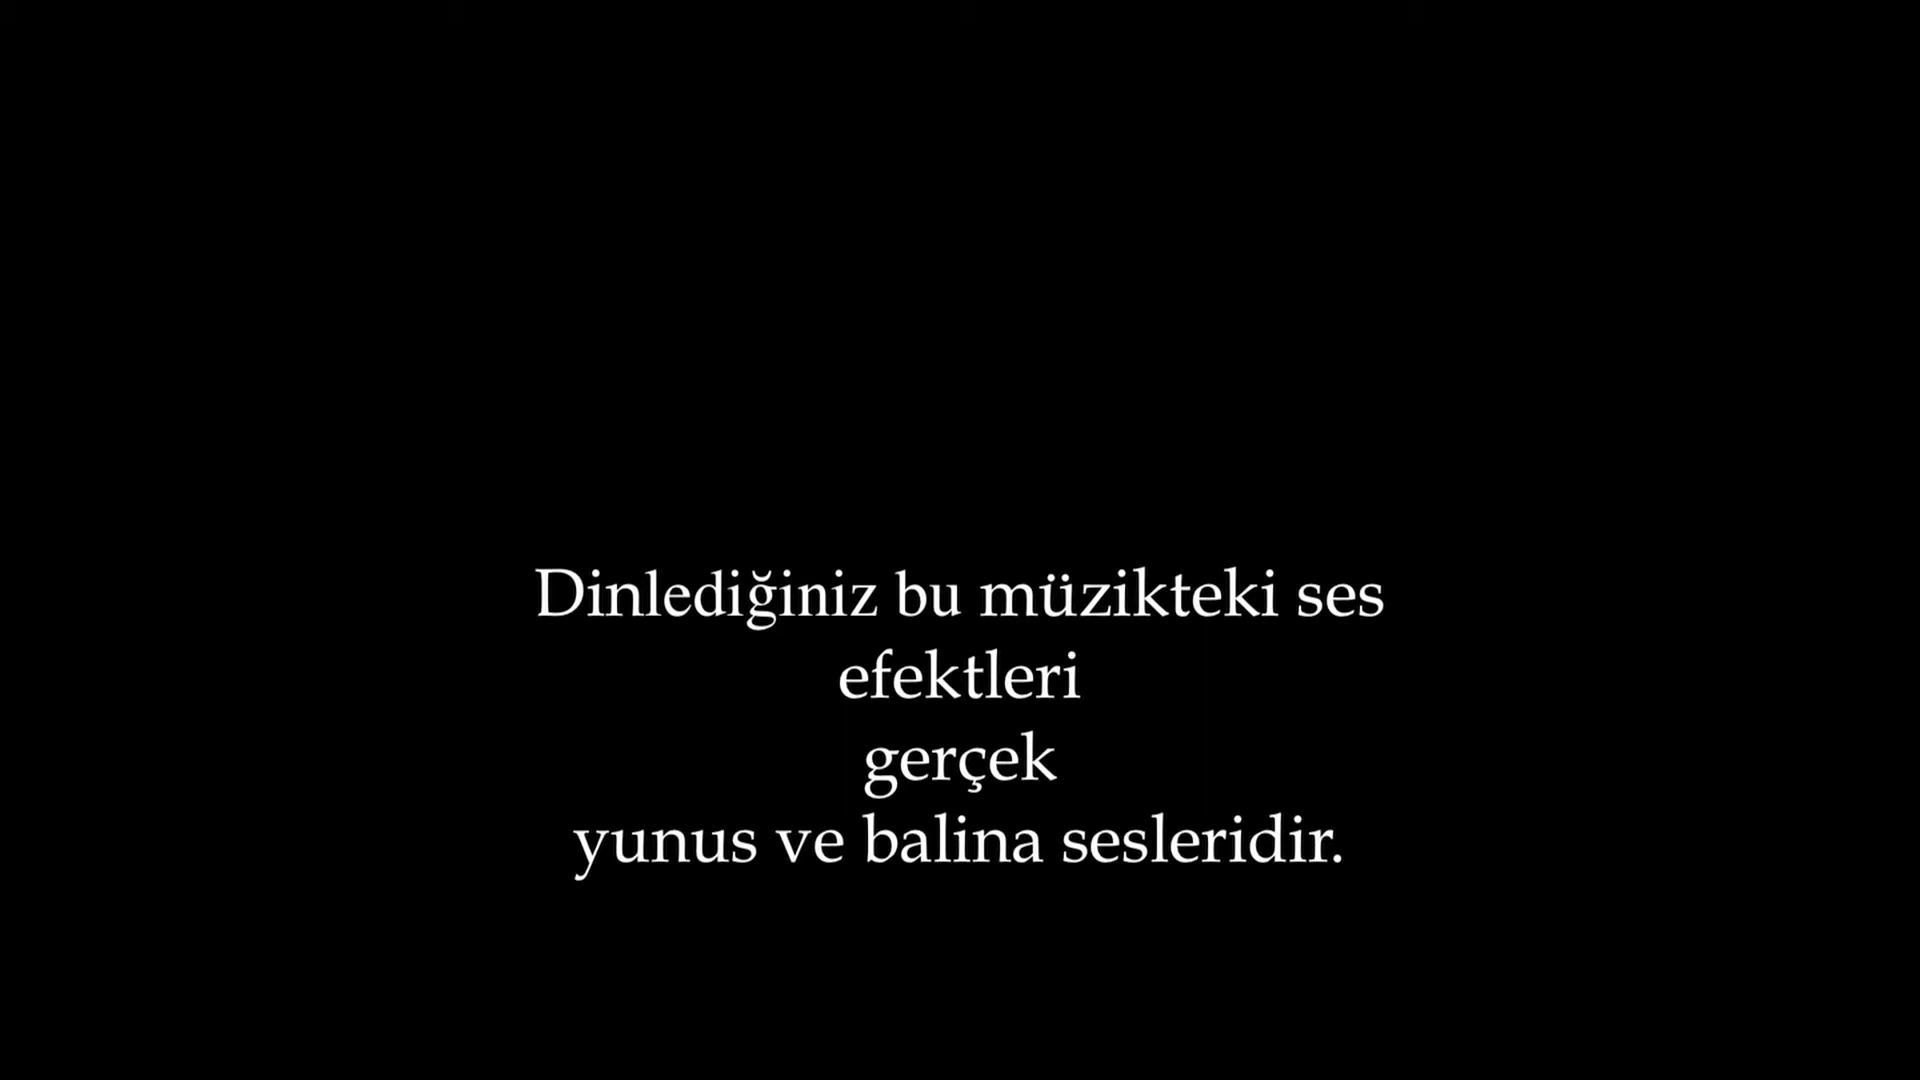 Dinlediğiniz bu müzikteki ses
efektleri
gerçek
yunus ve balina sesleridir.